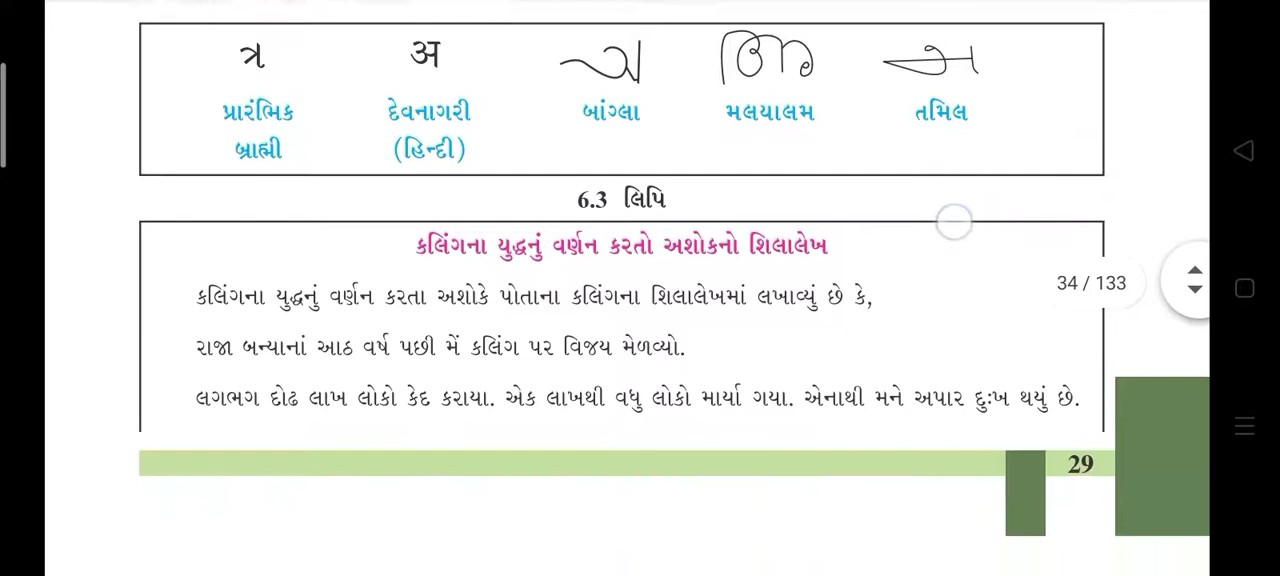 ત્ર अ
પ્રારંભિક દેવનાગરી બાંગ્લા મલયાલમ તમિલ
બ્રાહ્મી (હિન્દી)
6.3 લિપિ
કલિંગના યુદ્ધનું વર્ણન કરતો અશોકનો શિલાલેખ
કલિંગના યુદ્ધનું વર્ણન કરતા અશોકે પોતાના કલિંગના શિલાલેખમાં લખાવ્યું છે કે,
34 / 133
રાજા બન્યાનાં આઠ વર્ષ પછી મેં કલિંગ પર વિજય મેળવ્યો.
લગભગ દોઢ લાખ લોકો કેદ કરાયા. એક લાખથી વધુ લોકો માર્યા ગયા. એનાથી મને અપાર દુઃખ થયું છે.
29